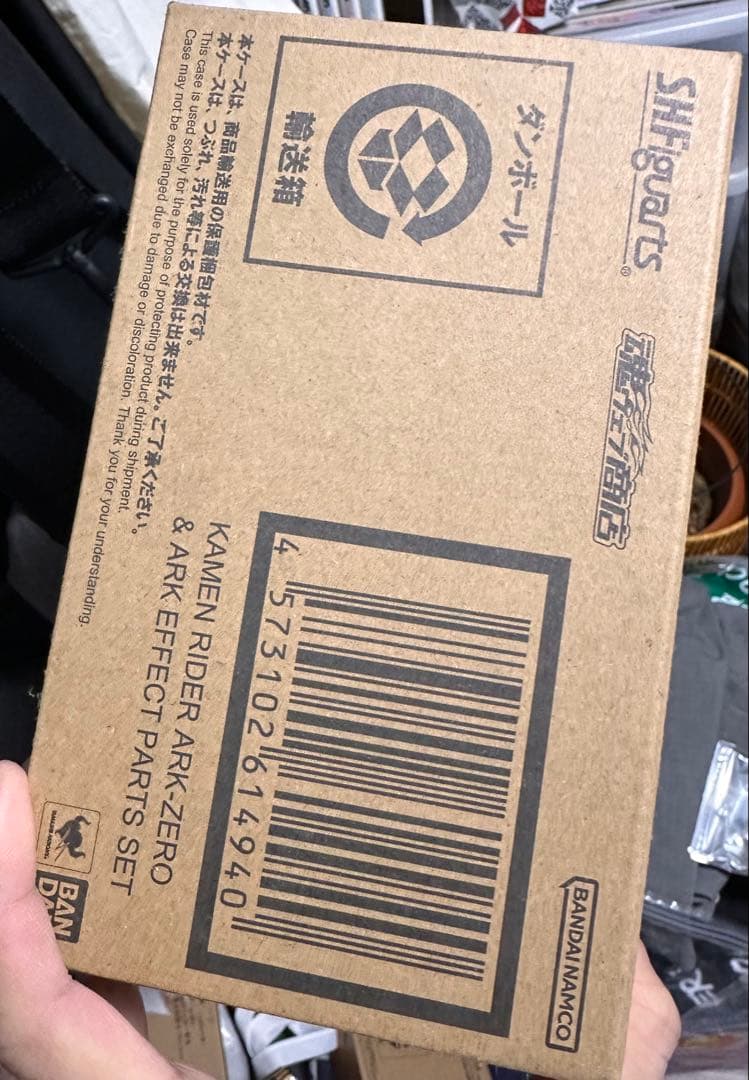 S.H.Figuarts®
魂ウェブ商店
ダンボール
輸送箱
本ケースは、商品輸送用の保護梱包材です。
本ケースは、つぶれ、汚れ等による交換は出来ません。ご了承ください。
This case is used solely for the purpose of protecting product during shipment.
Case may not be exchanged due to damage or discoloration. Thank you for your understanding.
4573102614940
KAMEN RIDER ARK-ZERO
& ARK EFFECT PARTS SET
BANDAI NAMCO
BAN
DA